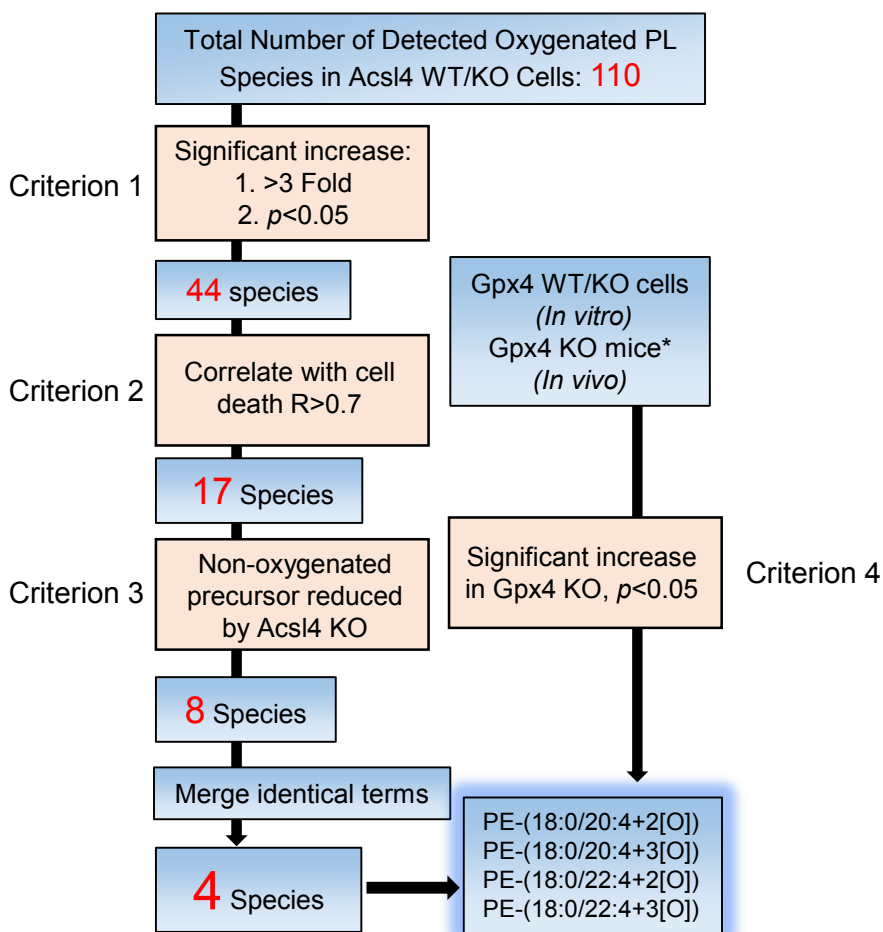 Total Number of Detected Oxygenated PL
Species in Acsl4 WT/KO Cells: 110
Criterion 1
Significant increase:
1. >3 Fold
2. p<0.05
44 species
Criterion 2
Correlate with cell
death R>0.7
17 Species
Criterion 3
Non-oxygenated
precursor reduced
by Acsl4 KO
8 Species
Merge identical terms
4 Species
Gpx4 WT/KO cells
(In vitro)
Gpx4 KO mice*
(In vivo)
Significant increase
in Gpx4 KO, p<0.05
Criterion 4
PE-(18:0/20:4+2[O])
PE-(18:0/20:4+3[O])
PE-(18:0/22:4+2[O])
PE-(18:0/22:4+3[O])